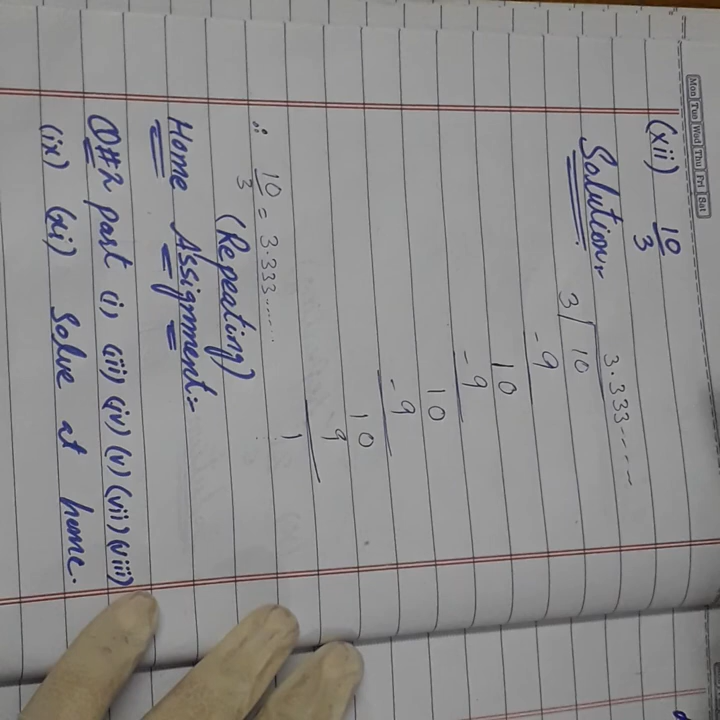 Mon Tue Wed Thu Fri Sat
(xii) 10/3
Solution:-
3.333----
3 10
-9
10
-9
10
-9
10
9
1
∴ 10/3 = 3.333......
(Repeating)
Home Assignment:-
Q#2 part (i) (iii) (iv) (v) (vii) (viii)
(ix) (xi) Solve at home.